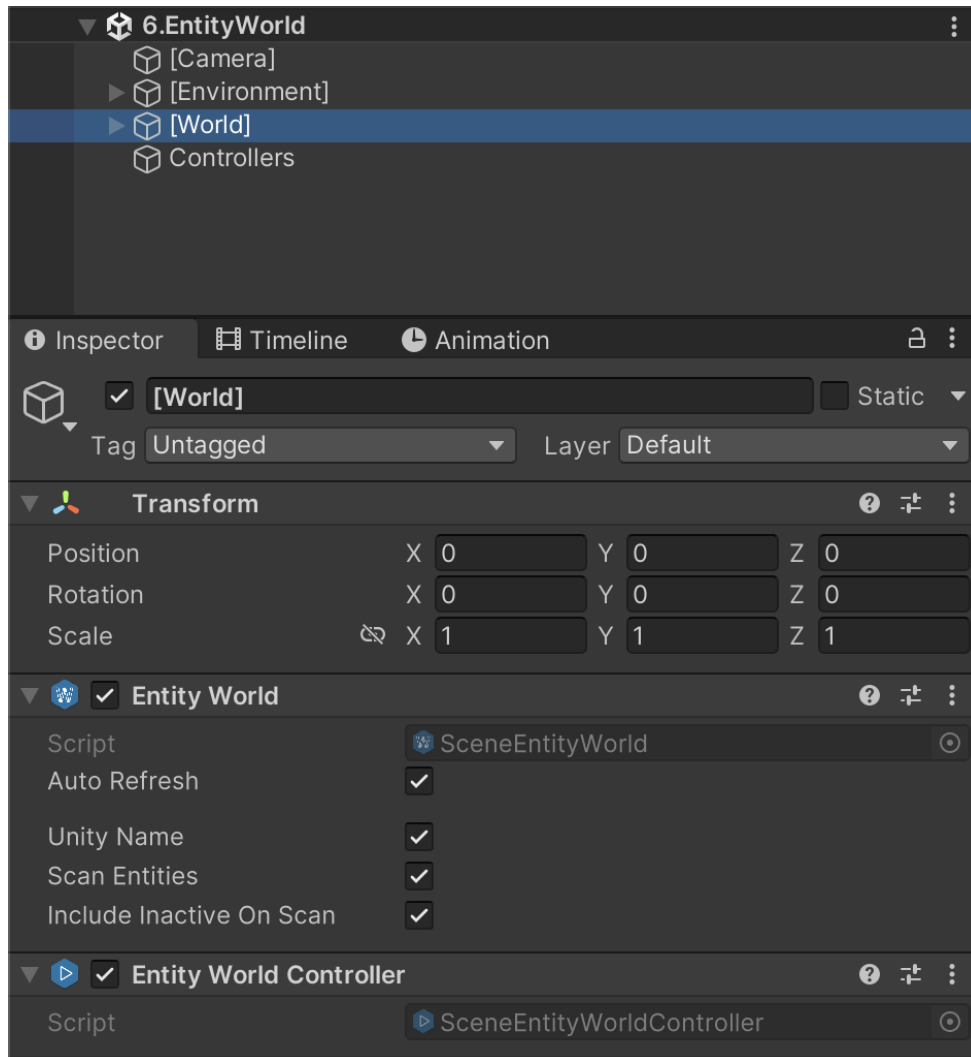 6.EntityWorld
[Camera]
[Environment]
[World]
Controllers
Inspector Timeline Animation
[World] Static
Tag Untagged Layer Default
Transform
Position X 0 Y 0 Z 0
Rotation X 0 Y 0 Z 0
Scale X 1 Y 1 Z 1
Entity World
Script SceneEntityWorld
Auto Refresh
Unity Name
Scan Entities
Include Inactive On Scan
Entity World Controller
Script SceneEntityWorldController